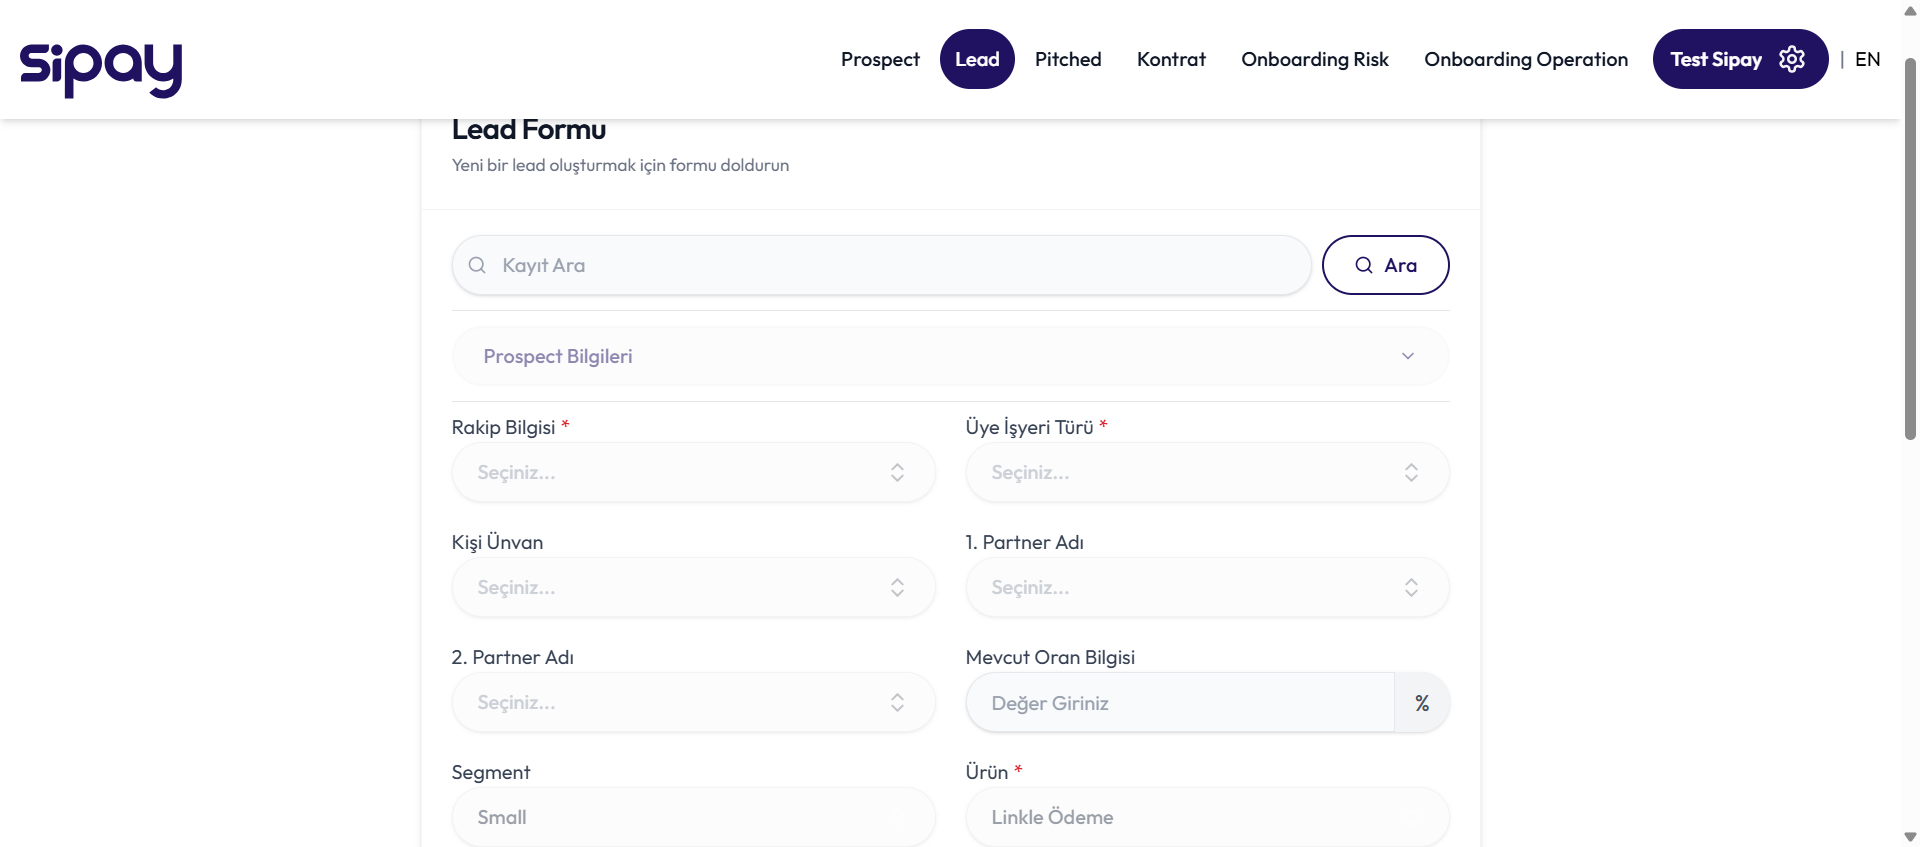 sipay
Prospect Lead Pitched Kontrat Onboarding Risk Onboarding Operation Test Sipay | EN
Lead Formu
Yeni bir lead oluşturmak için formu doldurun
Kayıt Ara
Ara
Prospect Bilgileri
Rakip Bilgisi * Üye İşyeri Türü *
Seçiniz... Seçiniz...
Kişi Ünvan 1. Partner Adı
Seçiniz... Seçiniz...
2. Partner Adı Mevcut Oran Bilgisi
Seçiniz... Değer Giriniz %
Segment Ürün *
Small Linkle Ödeme